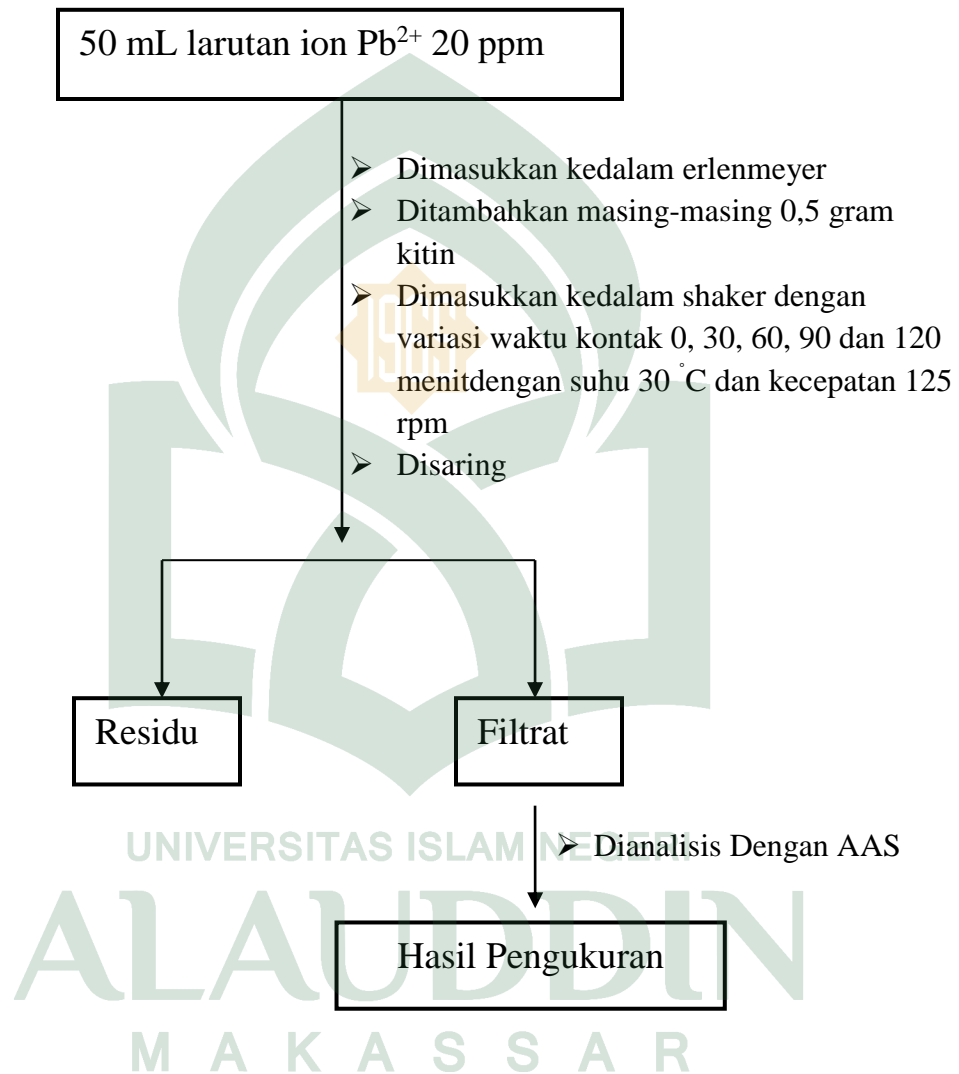 50 mL larutan ion Pb²⁺ 20 ppm
➢ Dimasukkan kedalam erlenmeyer
➢ Ditambahkan masing-masing 0,5 gram
kitin
➢ Dimasukkan kedalam shaker dengan
variasi waktu kontak 0, 30, 60, 90 dan 120
menitdengan suhu 30 °C dan kecepatan 125
rpm
➢ Disaring
Residu
Filtrat
➢ Dianalisis Dengan AAS
Hasil Pengukuran
UNIVERSITAS ISLAM NEGERI
ALAUDDIN
MAKASSAR